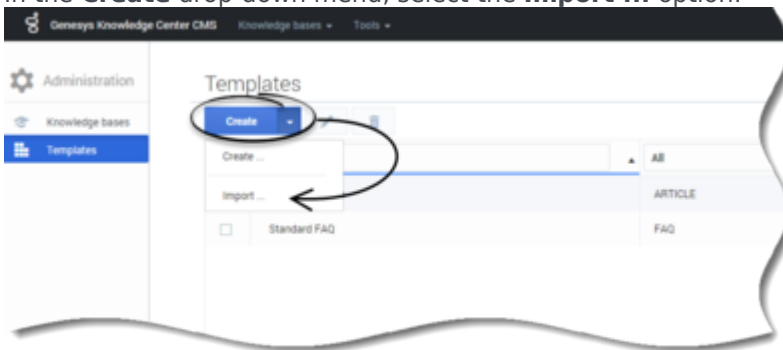 in the Create drop-down menu, select the Import ... option.
Genesys Knowledge Center CMS Knowledge bases Tools
Administration
Templates
Knowledge bases
Create
Templates
Create ...
All
Import ...
ARTICLE
Standard FAQ FAQ